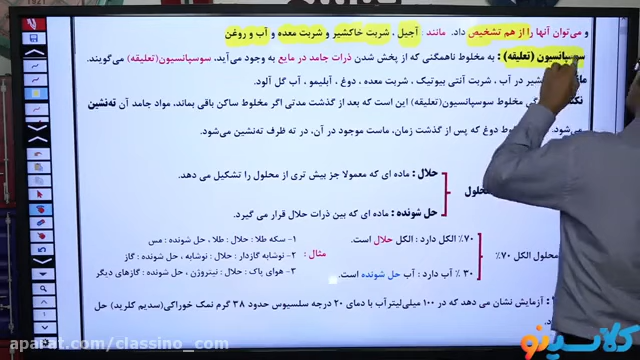 و می‌توان آنها را از هم تشخیص داد. مانند : آجیل ، شربت خاکشیر و شربت معده و آب و روغن
سوسپانسیون (تعلیقه) : به مخلوط ناهمگنی که از پخش شدن ذرات جامد در مایع به وجود می‌آید، سوسپانسیون(تعلیقه) می‌گویند.
شیر در آب ، شربت آنتی بیوتیک ، شربت معده ، دوغ ، آبلیمو ، آب گل آلود.
مخلوط سوسپانسیون(تعلیقه) این است که بعد از گذشت مدتی اگر مخلوط ساکن باقی بماند، مواد جامد آن ته‌نشین
می‌شود. مخلوط دوغ که پس از گذشت زمان، ماست موجود در آن، در ته ظرف ته‌نشین می‌شود.
حلال : ماده ای که معمولا جز بیش تری از محلول را تشکیل می دهد.
محلول
حل شونده : ماده ای که بین ذرات حلال قرار می گیرد.
محلول الکل ۷۰٪
۷۰٪ الکل دارد : الکل حلال است.
۳۰ ٪ آب دارد : آب حل شونده است.
مثال :
۱- سکه طلا : حلال : طلا ، حل شونده : مس
۲- نوشابه گازدار : حلال : نوشابه ، حل شونده : گاز
۳- هوای پاک : حلال : نیتروژن ، حل شونده : گازهای دیگر
: آزمایش نشان می دهد که در ۱۰۰ میلی‌لیتر آب با دمای ۲۰ درجه سلسیوس حدود ۳۸ گرم نمک خوراکی(سدیم کلرید) حل
کلاسینو
aparat.com/classino_com